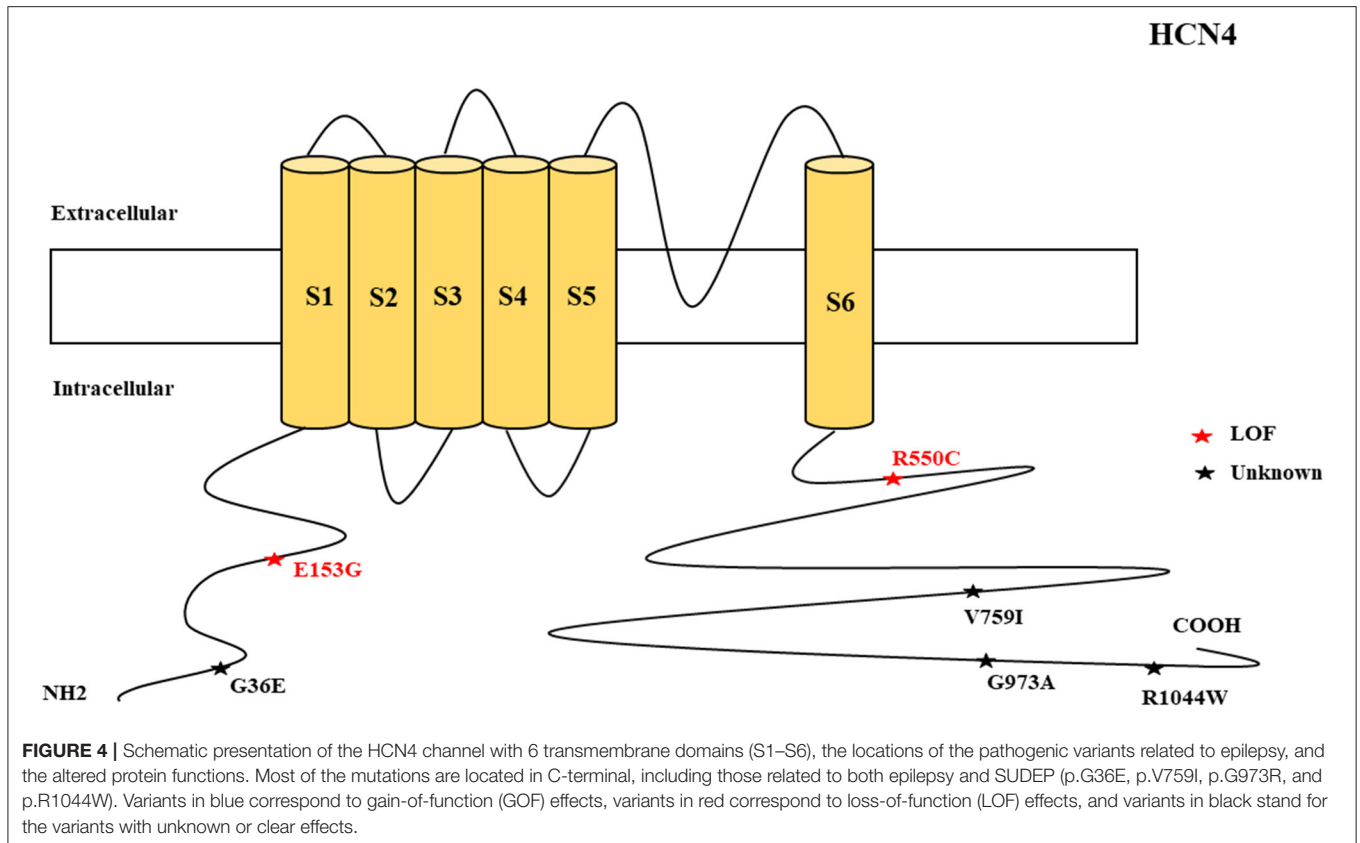 HCN4
Extracellular
S1 S2 S3 S4 S5 S6
Intracellular
R550C
★ LOF
★ Unknown
E153G
V759I
COOH
G36E
NH2
G973A
R1044W
FIGURE 4 | Schematic presentation of the HCN4 channel with 6 transmembrane domains (S1–S6), the locations of the pathogenic variants related to epilepsy, and
the altered protein functions. Most of the mutations are located in C-terminal, including those related to both epilepsy and SUDEP (p.G36E, p.V759I, p.G973R, and
p.R1044W). Variants in blue correspond to gain-of-function (GOF) effects, variants in red correspond to loss-of-function (LOF) effects, and variants in black stand for
the variants with unknown or clear effects.